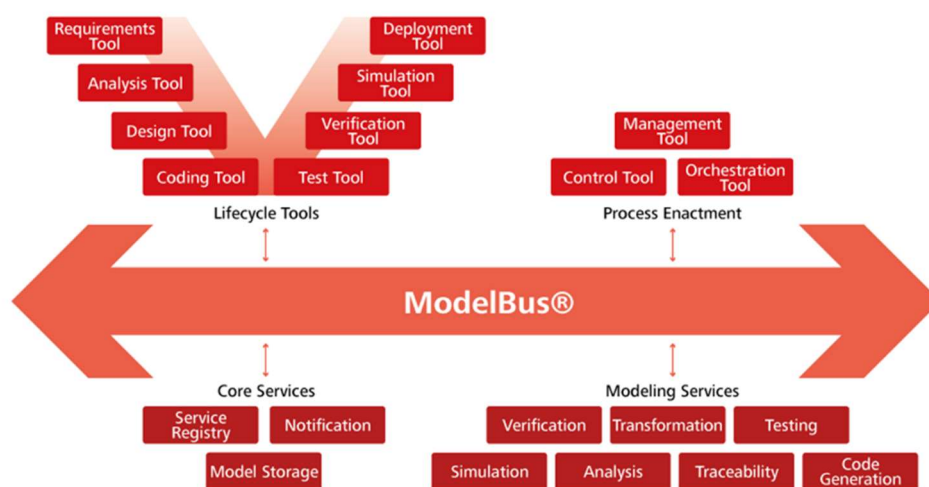 Requirements
Tool
Deployment
Tool
Analysis Tool
Simulation
Tool
Design Tool
Verification
Tool
Management
Tool
Coding Tool
Test Tool
Control Tool
Orchestration
Tool
Lifecycle Tools
Process Enactment
ModelBus®
Core Services
Modeling Services
Service
Registry
Notification
Verification
Transformation
Testing
Model Storage
Simulation
Analysis
Traceability
Code
Generation